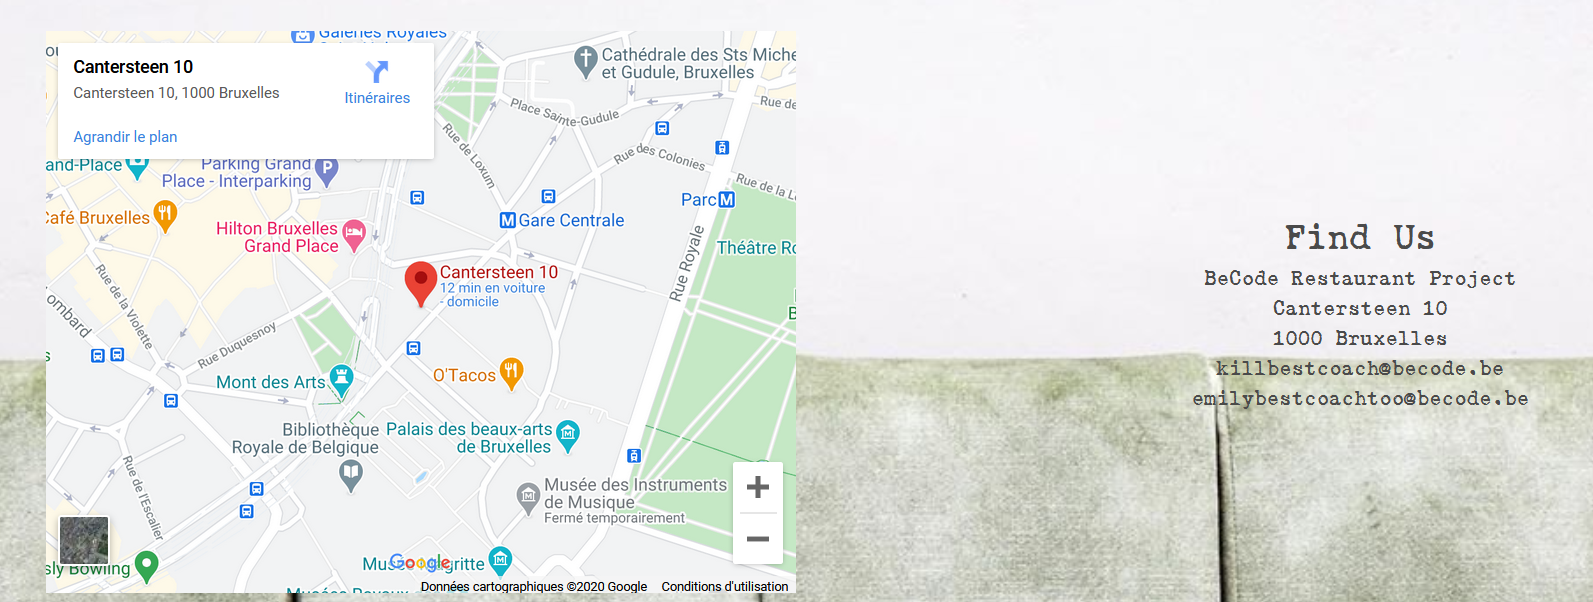 Galeries Royales
Cantersteen 10
Cantersteen 10, 1000 Bruxelles
Itinéraires
Agrandir le plan
Cathédrale des Sts Miche
et Gudule, Bruxelles
Place Sainte-Gudule
Rue de
Rue de Loxum
Rue des Colonies
Rue de la L
and-Place
Parking Grand
Place - Interparking
P
Parc M
Café Bruxelles
M Gare Centrale
Hilton Bruxelles
Grand Place
Théâtre Ro
Rue Royale
Cantersteen 10
12 min en voiture
- domicile
Rue de la Violette
ombard
Rue Duquesnoy
Mont des Arts
O'Tacos
Bibliothèque
Royale de Belgique
Palais des beaux-arts
de Bruxelles
Rue de l'Escalier
Musée des Instruments
de Musique
Fermé temporairement
sly Bowling
Google
Données cartographiques ©2020 Google
Conditions d'utilisation
Find Us
BeCode Restaurant Project
Cantersteen 10
1000 Bruxelles
killbestcoach@becode.be
emilybestcoachtoo@becode.be